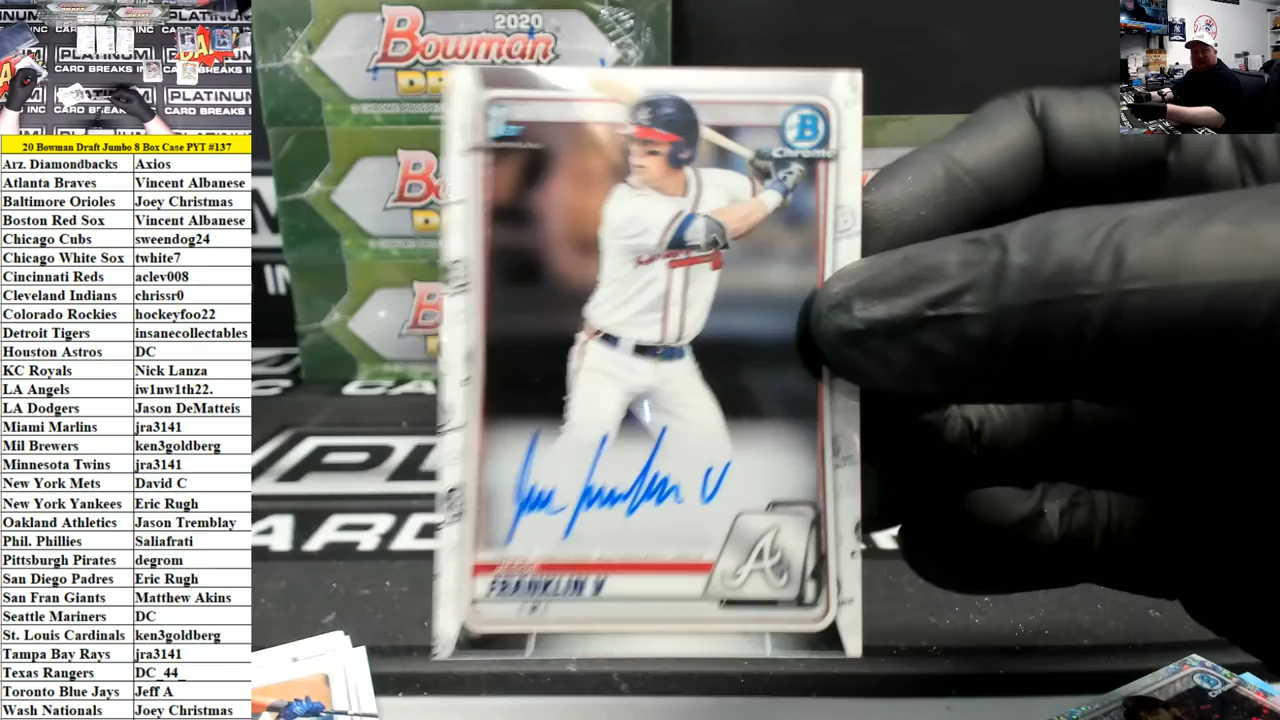 20 Bowman Draft Jumbo 8 Box Case PYT #137
Arz. Diamondbacks Axios
Atlanta Braves Vincent Albanese
Baltimore Orioles Joey Christmas
Boston Red Sox Vincent Albanese
Chicago Cubs sweendog24
Chicago White Sox twhite7
Cincinnati Reds aclev008
Cleveland Indians chrissr0
Colorado Rockies hockeyfoo22
Detroit Tigers insanecollectables
Houston Astros DC
KC Royals Nick Lanza
LA Angels iw1nw1th22.
LA Dodgers Jason DeMatteis
Miami Marlins jra3141
Mil Brewers ken3goldberg
Minnesota Twins jra3141
New York Mets David C
New York Yankees Eric Rugh
Oakland Athletics Jason Tremblay
Phil. Phillies Saliafrati
Pittsburgh Pirates degrom
San Diego Padres Eric Rugh
San Fran Giants Matthew Akins
Seattle Mariners DC
St. Louis Cardinals ken3goldberg
Tampa Bay Rays jra3141
Texas Rangers DC_44_
Toronto Blue Jays Jeff A
Wash Nationals Joey Christmas
PLATINUM
CARD BREAKS INC
PLATINUM
CARD BREAKS INC
2020
Bowman
B
Chrome
FRANKLIN V
A